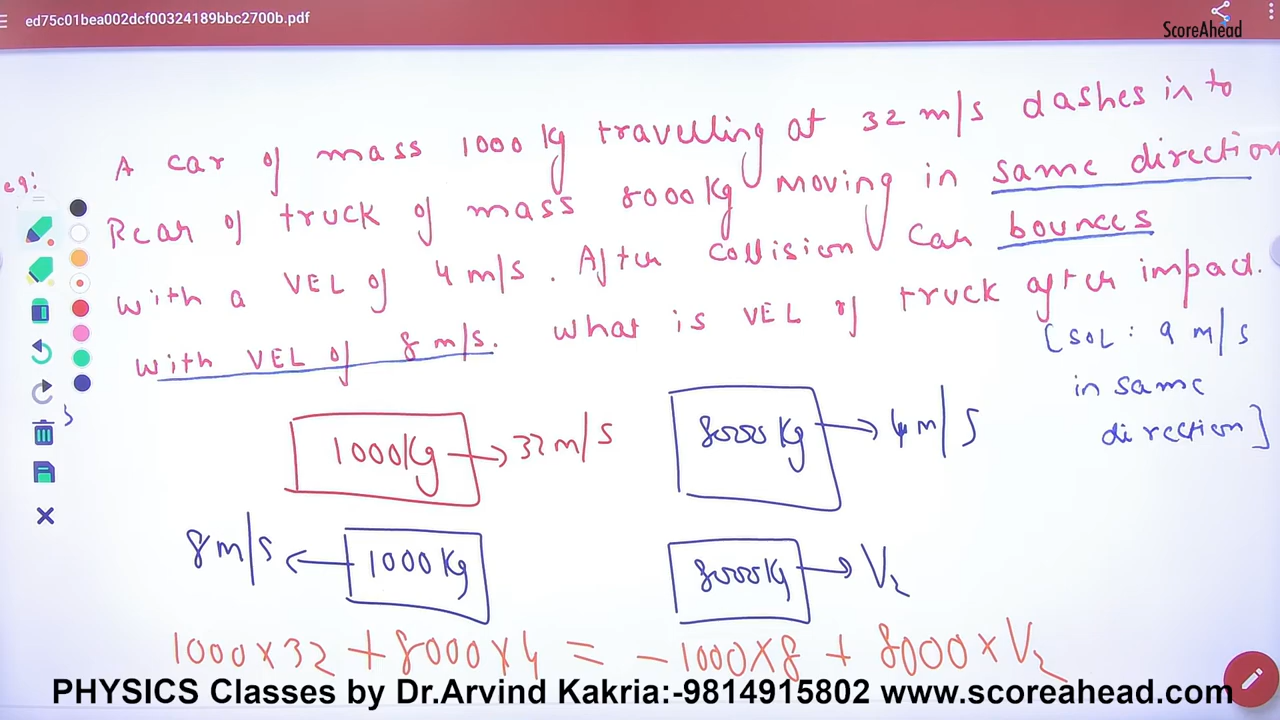 ed75c01bea002dcf00324189bbc2700b.pdf
ScoreAhead
eg:
A car of mass 1000 kg travelling at 32 m/s dashes in to
Rear of truck of mass 8000 kg moving in same direction
with a VEL of 4 m/s. After collision car bounces
with VEL of 8 m/s. What is VEL of truck after impact.
[SOL: 9 m/s
in same
direction]
1000 kg → 32 m/s
8000 kg → 4 m/s
8 m/s ← 1000 kg
8000 kg → V₂
1000 × 32 + 8000 × 4 = - 1000 × 8 + 8000 × V₂
PHYSICS Classes by Dr.Arvind Kakria:-9814915802 www.scoreahead.com